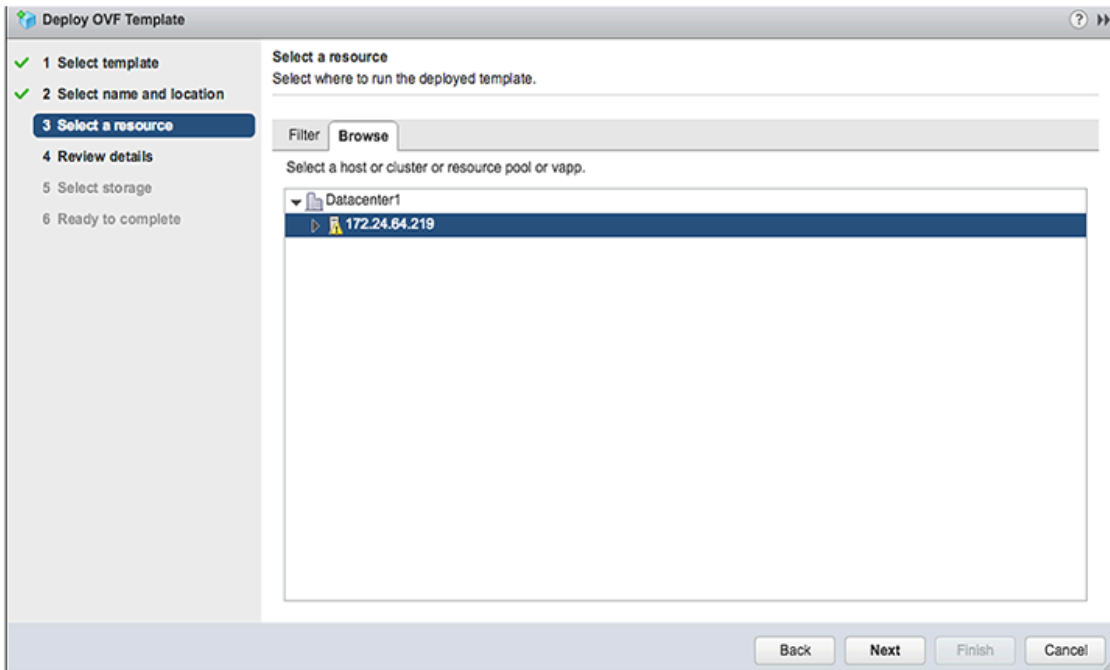 Deploy OVF Template
1 Select template
2 Select name and location
3 Select a resource
4 Review details
5 Select storage
6 Ready to complete
Select a resource
Select where to run the deployed template.
Filter Browse
Select a host or cluster or resource pool or vapp.
Datacenter1
172.24.64.219
Back Next Finish Cancel